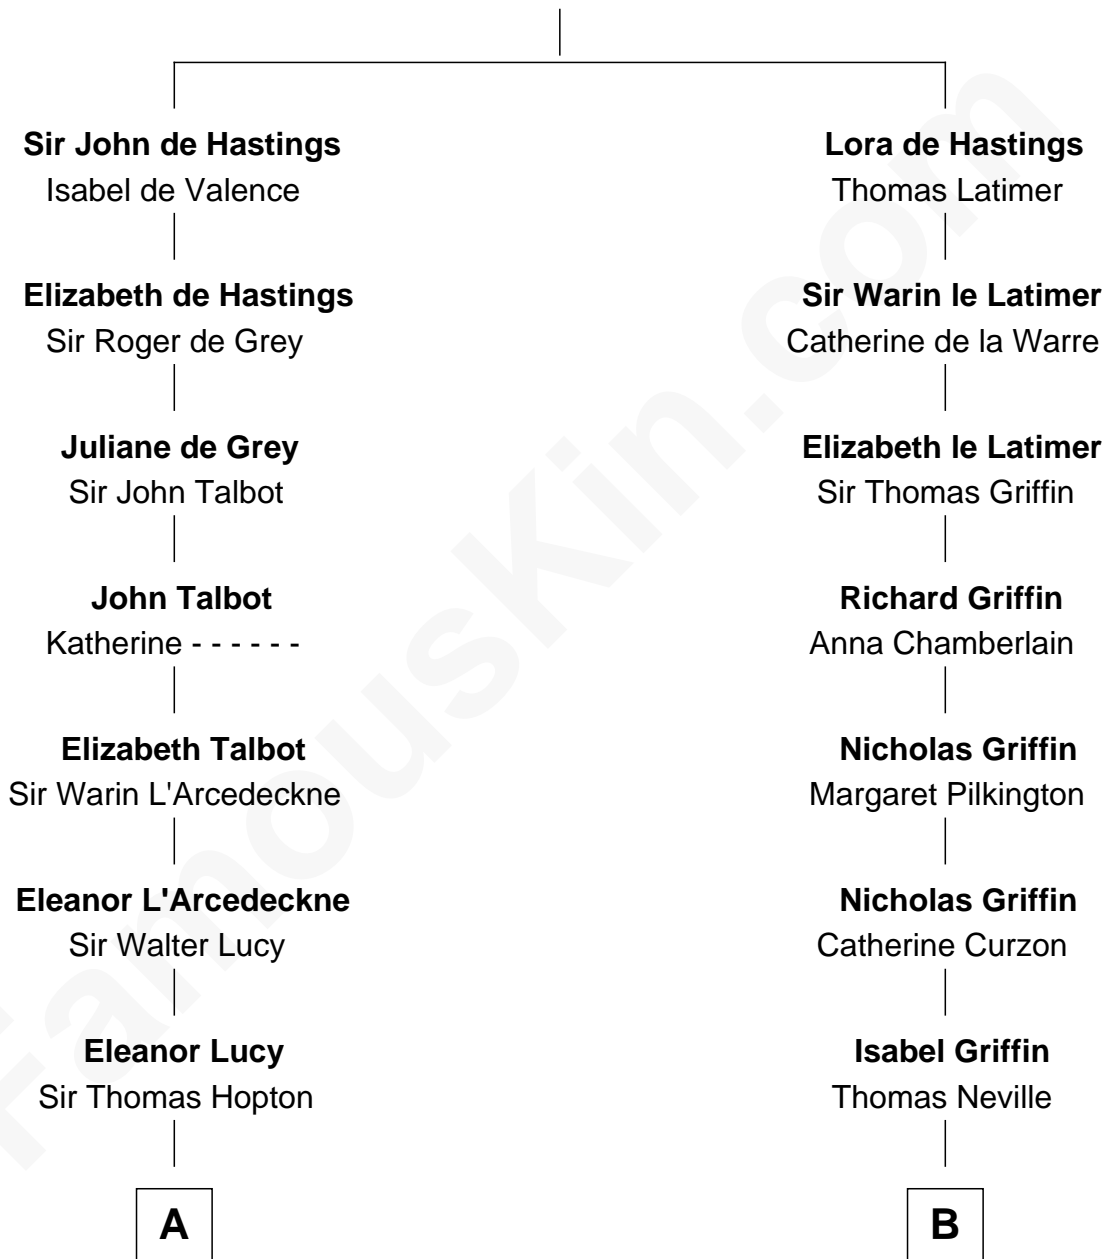 Sir John de Hastings
Isabel de Valence
Elizabeth de Hastings
Sir Roger de Grey
Juliane de Grey
Sir John Talbot
John Talbot
Katherine - - - - - -
Elizabeth Talbot
Sir Warin L'Arcedeckne
Eleanor L'Arcedeckne
Sir Walter Lucy
Eleanor Lucy
Sir Thomas Hopton
A
Lora de Hastings
Thomas Latimer
Sir Warin le Latimer
Catherine de la Warre
Elizabeth le Latimer
Sir Thomas Griffin
Richard Griffin
Anna Chamberlain
Nicholas Griffin
Margaret Pilkington
Nicholas Griffin
Catherine Curzon
Isabel Griffin
Thomas Neville
B
FamousKin.com